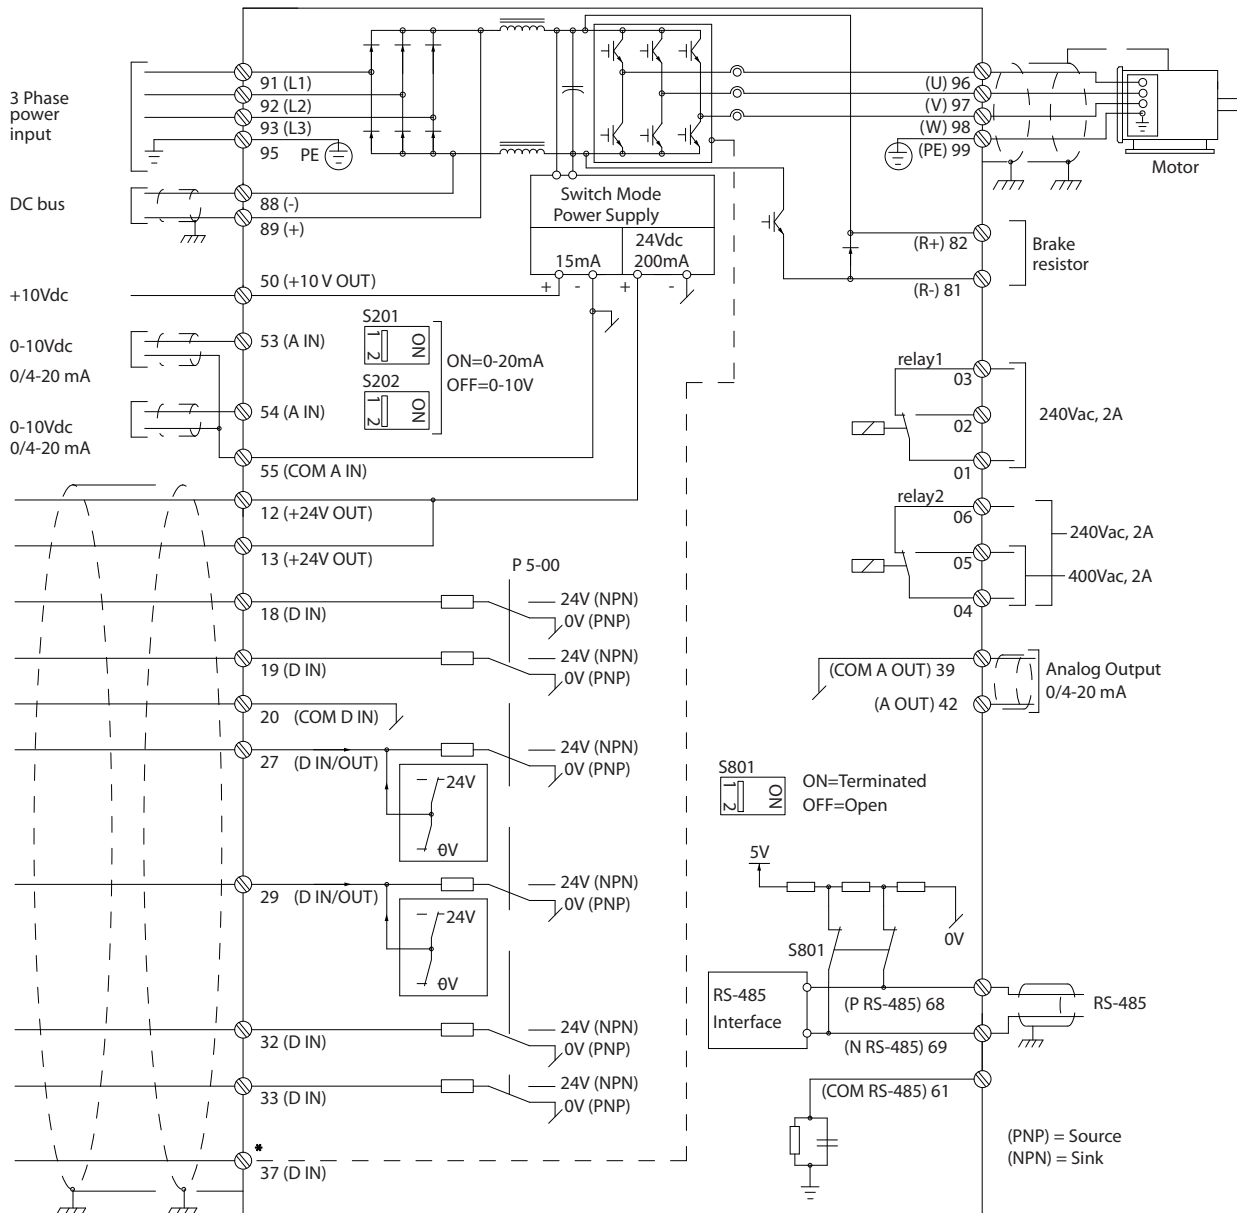 3 Phase
power
input
91 (L1)
92 (L2)
93 (L3)
95
PE
DC bus
88 (-)
89 (+)
+10Vdc
50 (+10 V OUT)
0-10Vdc
0/4-20 mA
53 (A IN)
0-10Vdc
0/4-20 mA
54 (A IN)
55 (COM A IN)
12 (+24V OUT)
13 (+24V OUT)
18 (D IN)
19 (D IN)
20 (COM D IN)
27 (D IN/OUT)
29 (D IN/OUT)
32 (D IN)
33 (D IN)
*
37 (D IN)
S201
1 2
ON
S202
1 2
ON
ON=0-20mA
OFF=0-10V
Switch Mode
Power Supply
15mA
24Vdc
200mA
+ - + -
P 5-00
24V (NPN)
0V (PNP)
24V (NPN)
0V (PNP)
24V (NPN)
0V (PNP)
24V
0V
24V (NPN)
0V (PNP)
24V
0V
24V (NPN)
0V (PNP)
24V (NPN)
0V (PNP)
(U) 96
(V) 97
(W) 98
(PE) 99
Motor
(R+) 82
(R-) 81
Brake
resistor
relay1
03
02
01
240Vac, 2A
relay2
06
05
04
240Vac, 2A
400Vac, 2A
(COM A OUT) 39
(A OUT) 42
Analog Output
0/4-20 mA
S801
1 2
ON
ON=Terminated
OFF=Open
5V
0V
S801
RS-485
Interface
(P RS-485) 68
(N RS-485) 69
RS-485
(COM RS-485) 61
(PNP) = Source
(NPN) = Sink